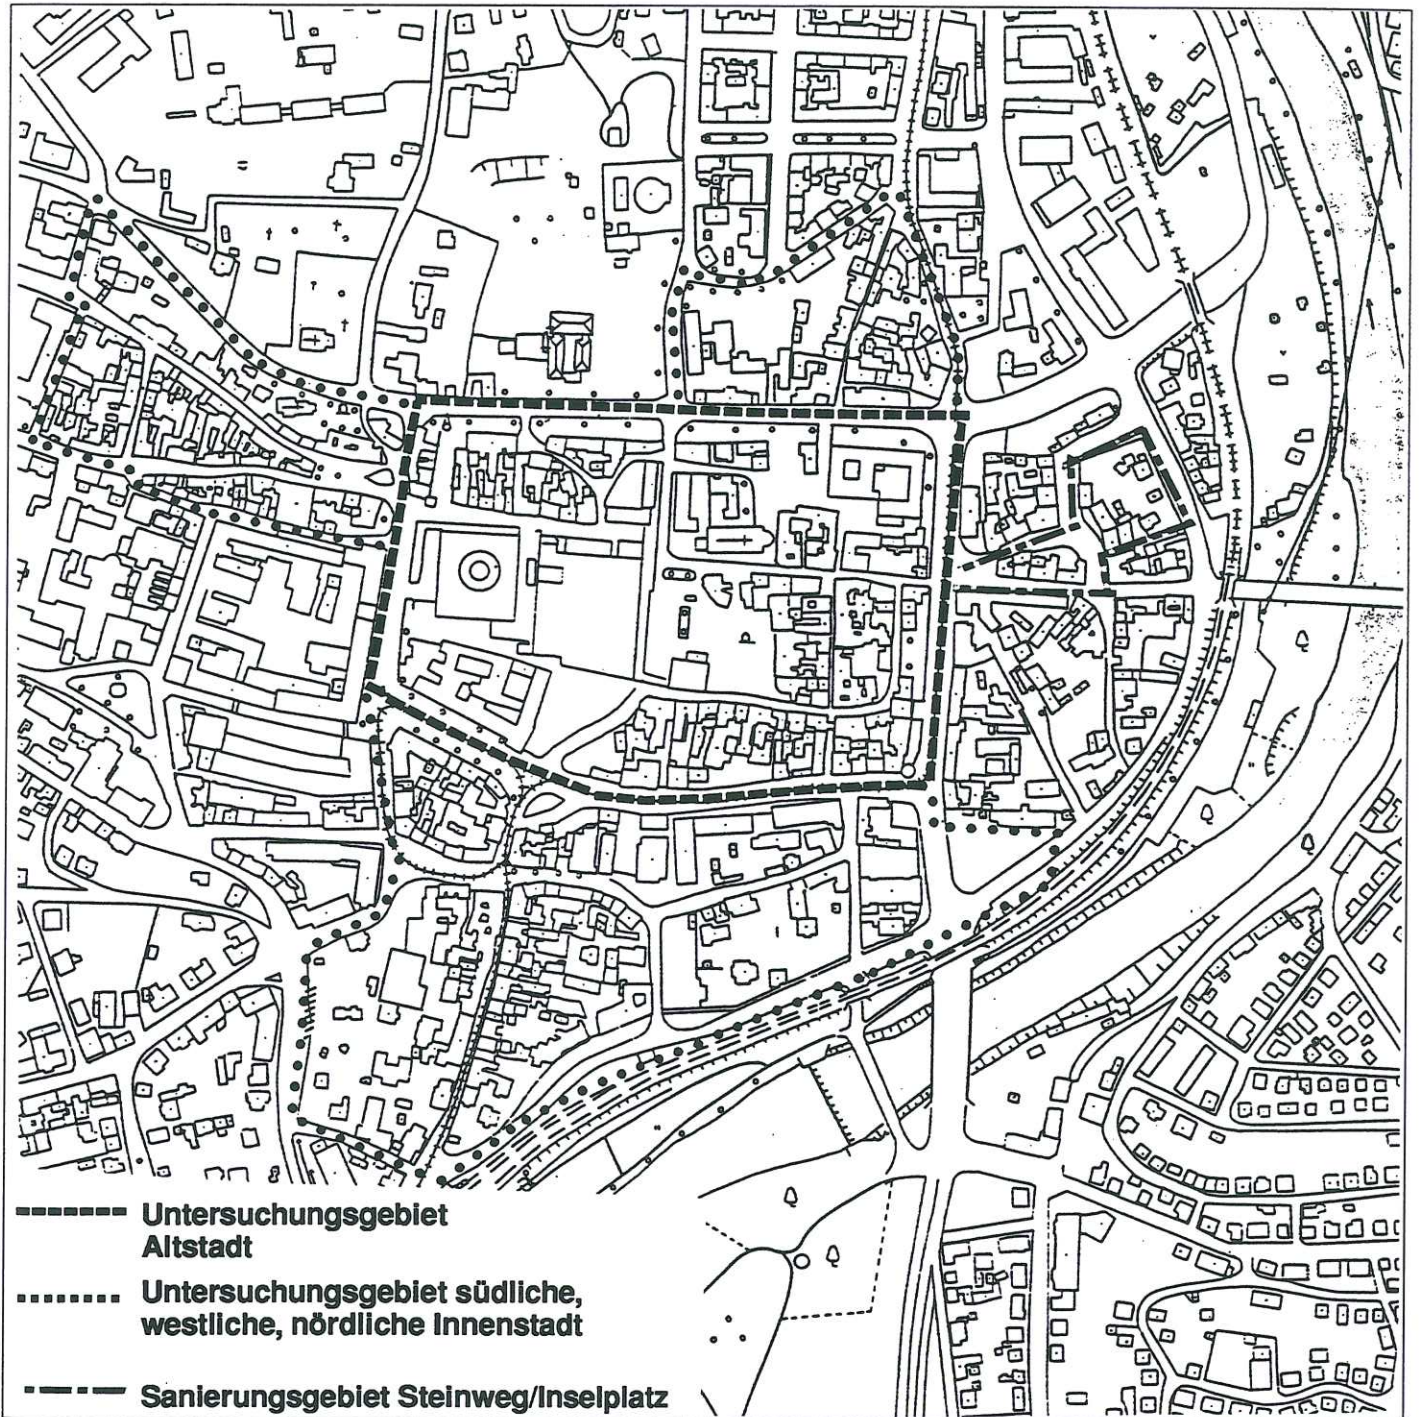 Untersuchungsgebiet
Altstadt
Untersuchungsgebiet südliche,
westliche, nördliche Innenstadt
Sanierungsgebiet Steinweg/Inselplatz